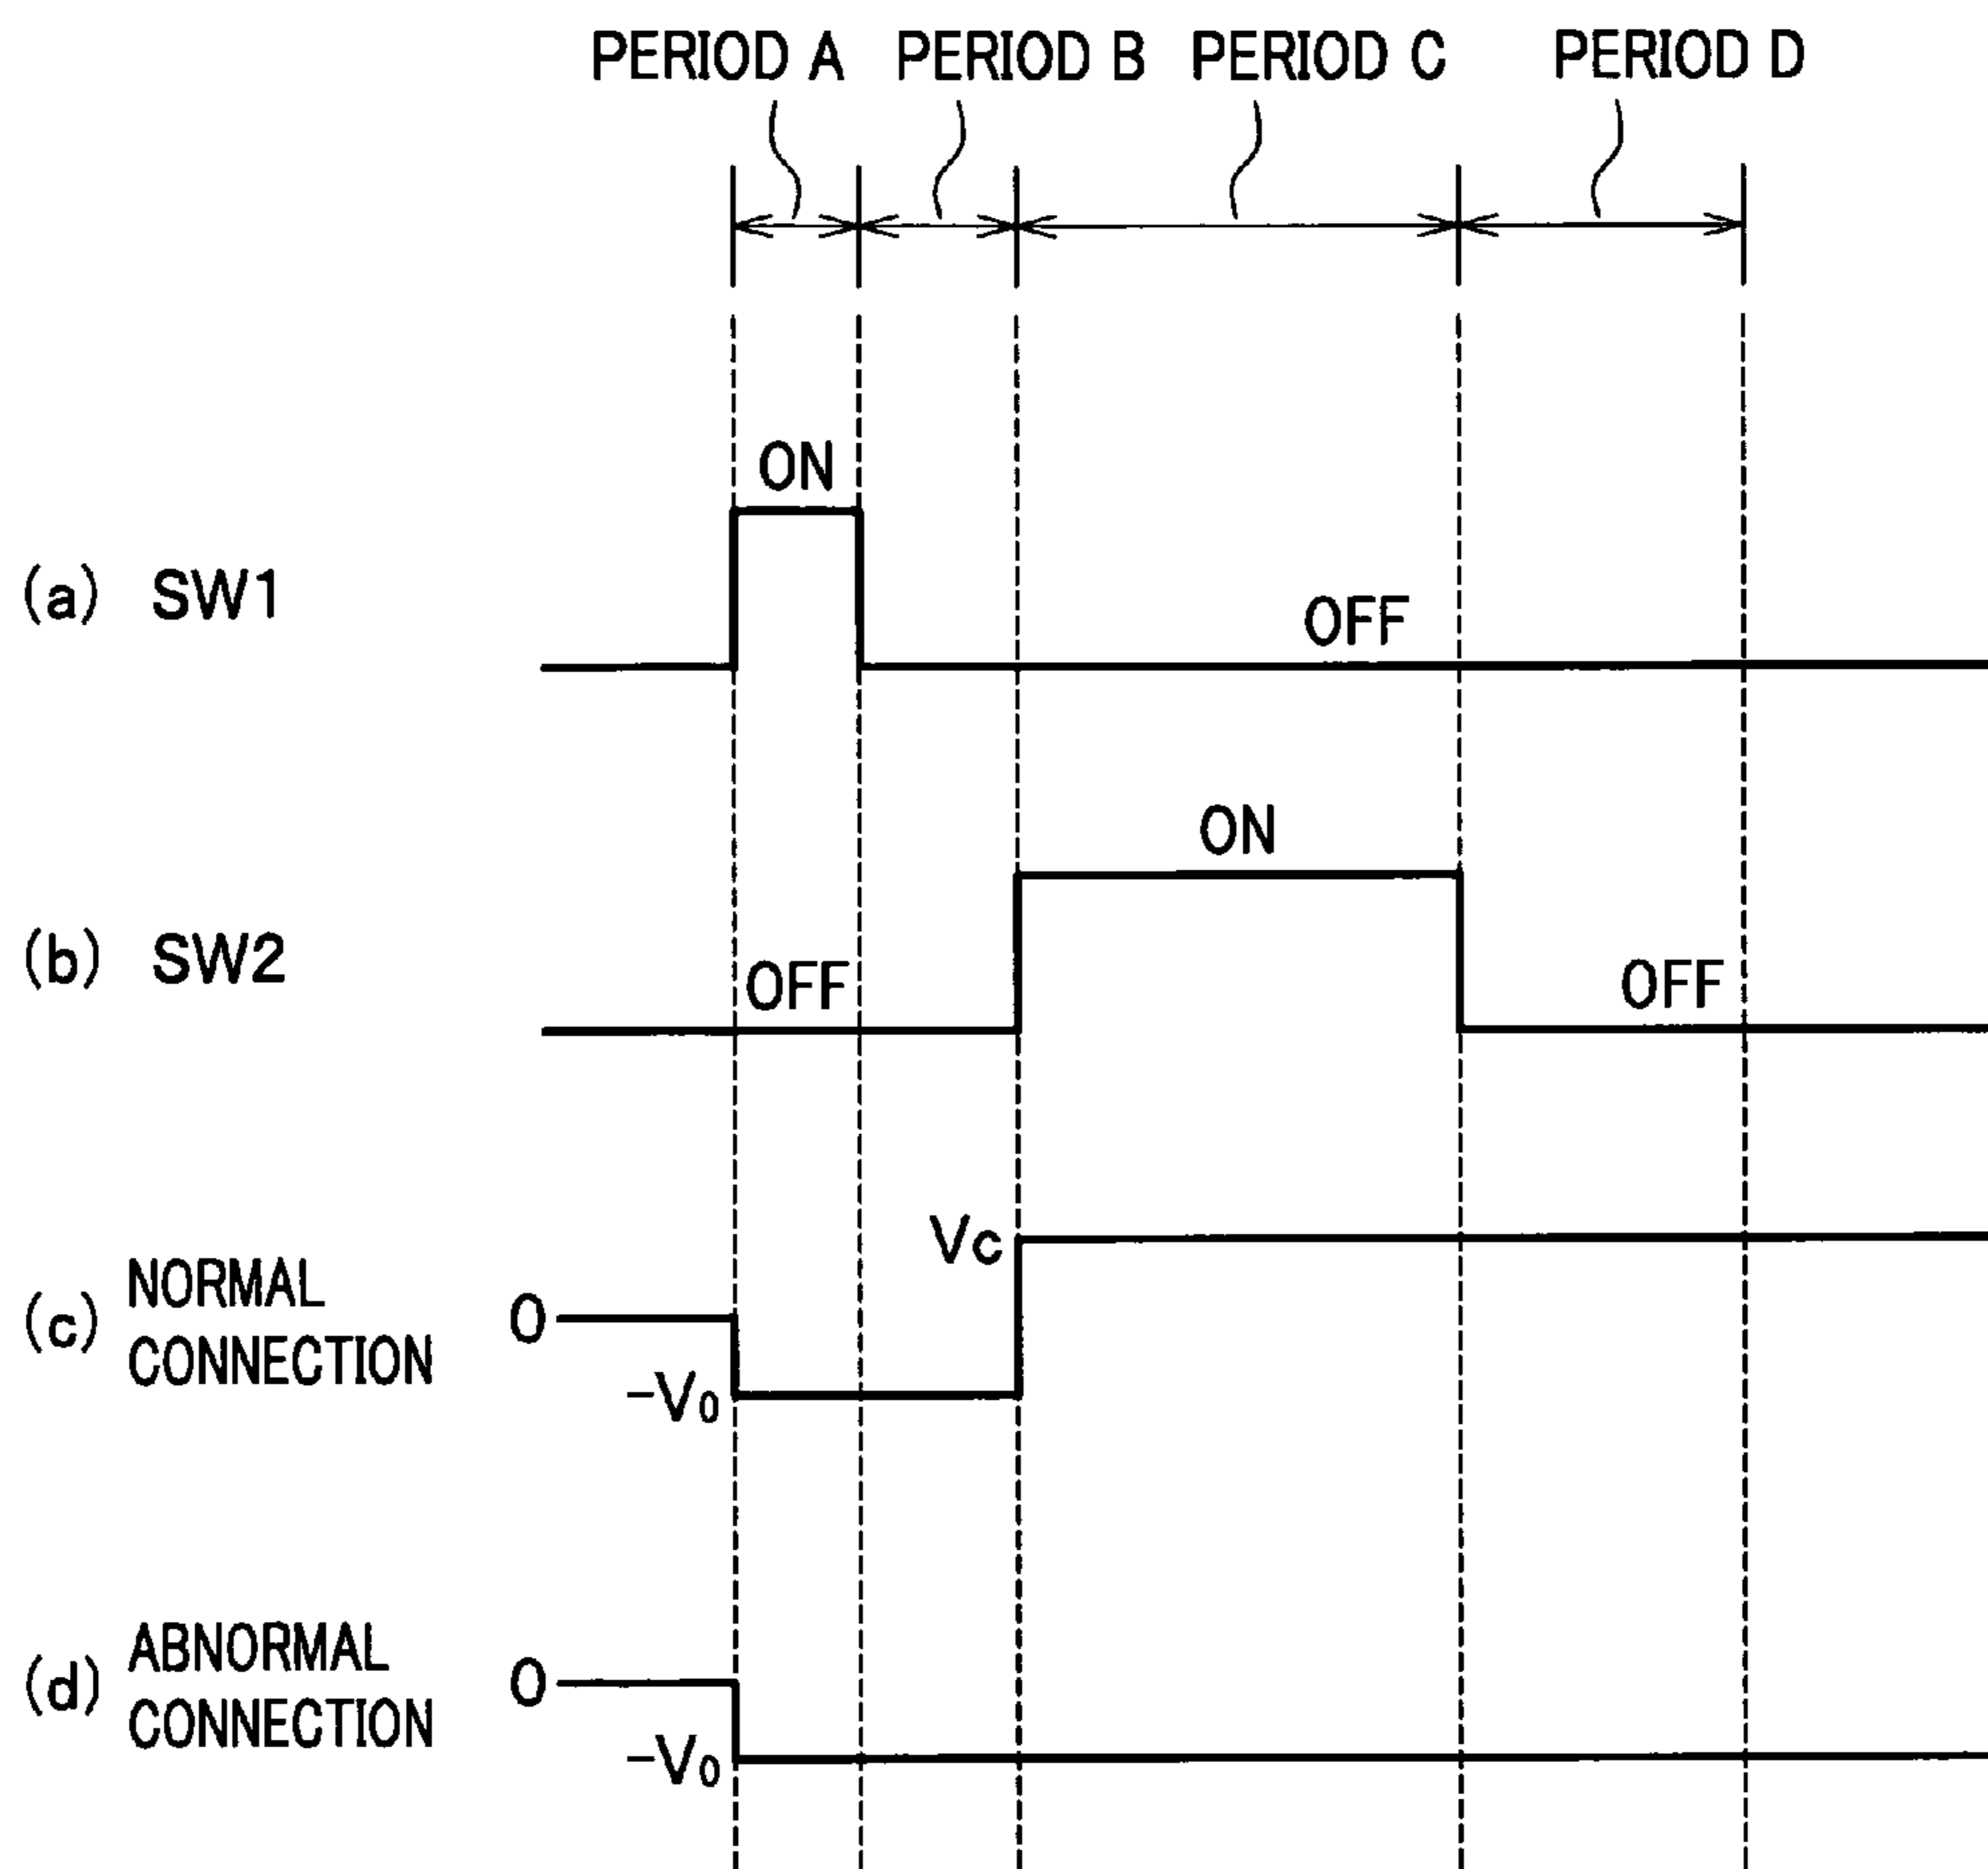 PERIOD A PERIOD B PERIOD C PERIOD D
ON
(a) SW1
OFF
ON
(b) SW2
OFF
OFF
Vc
(c) NORMAL CONNECTION
0
-V0
(d) ABNORMAL CONNECTION
0
-V0